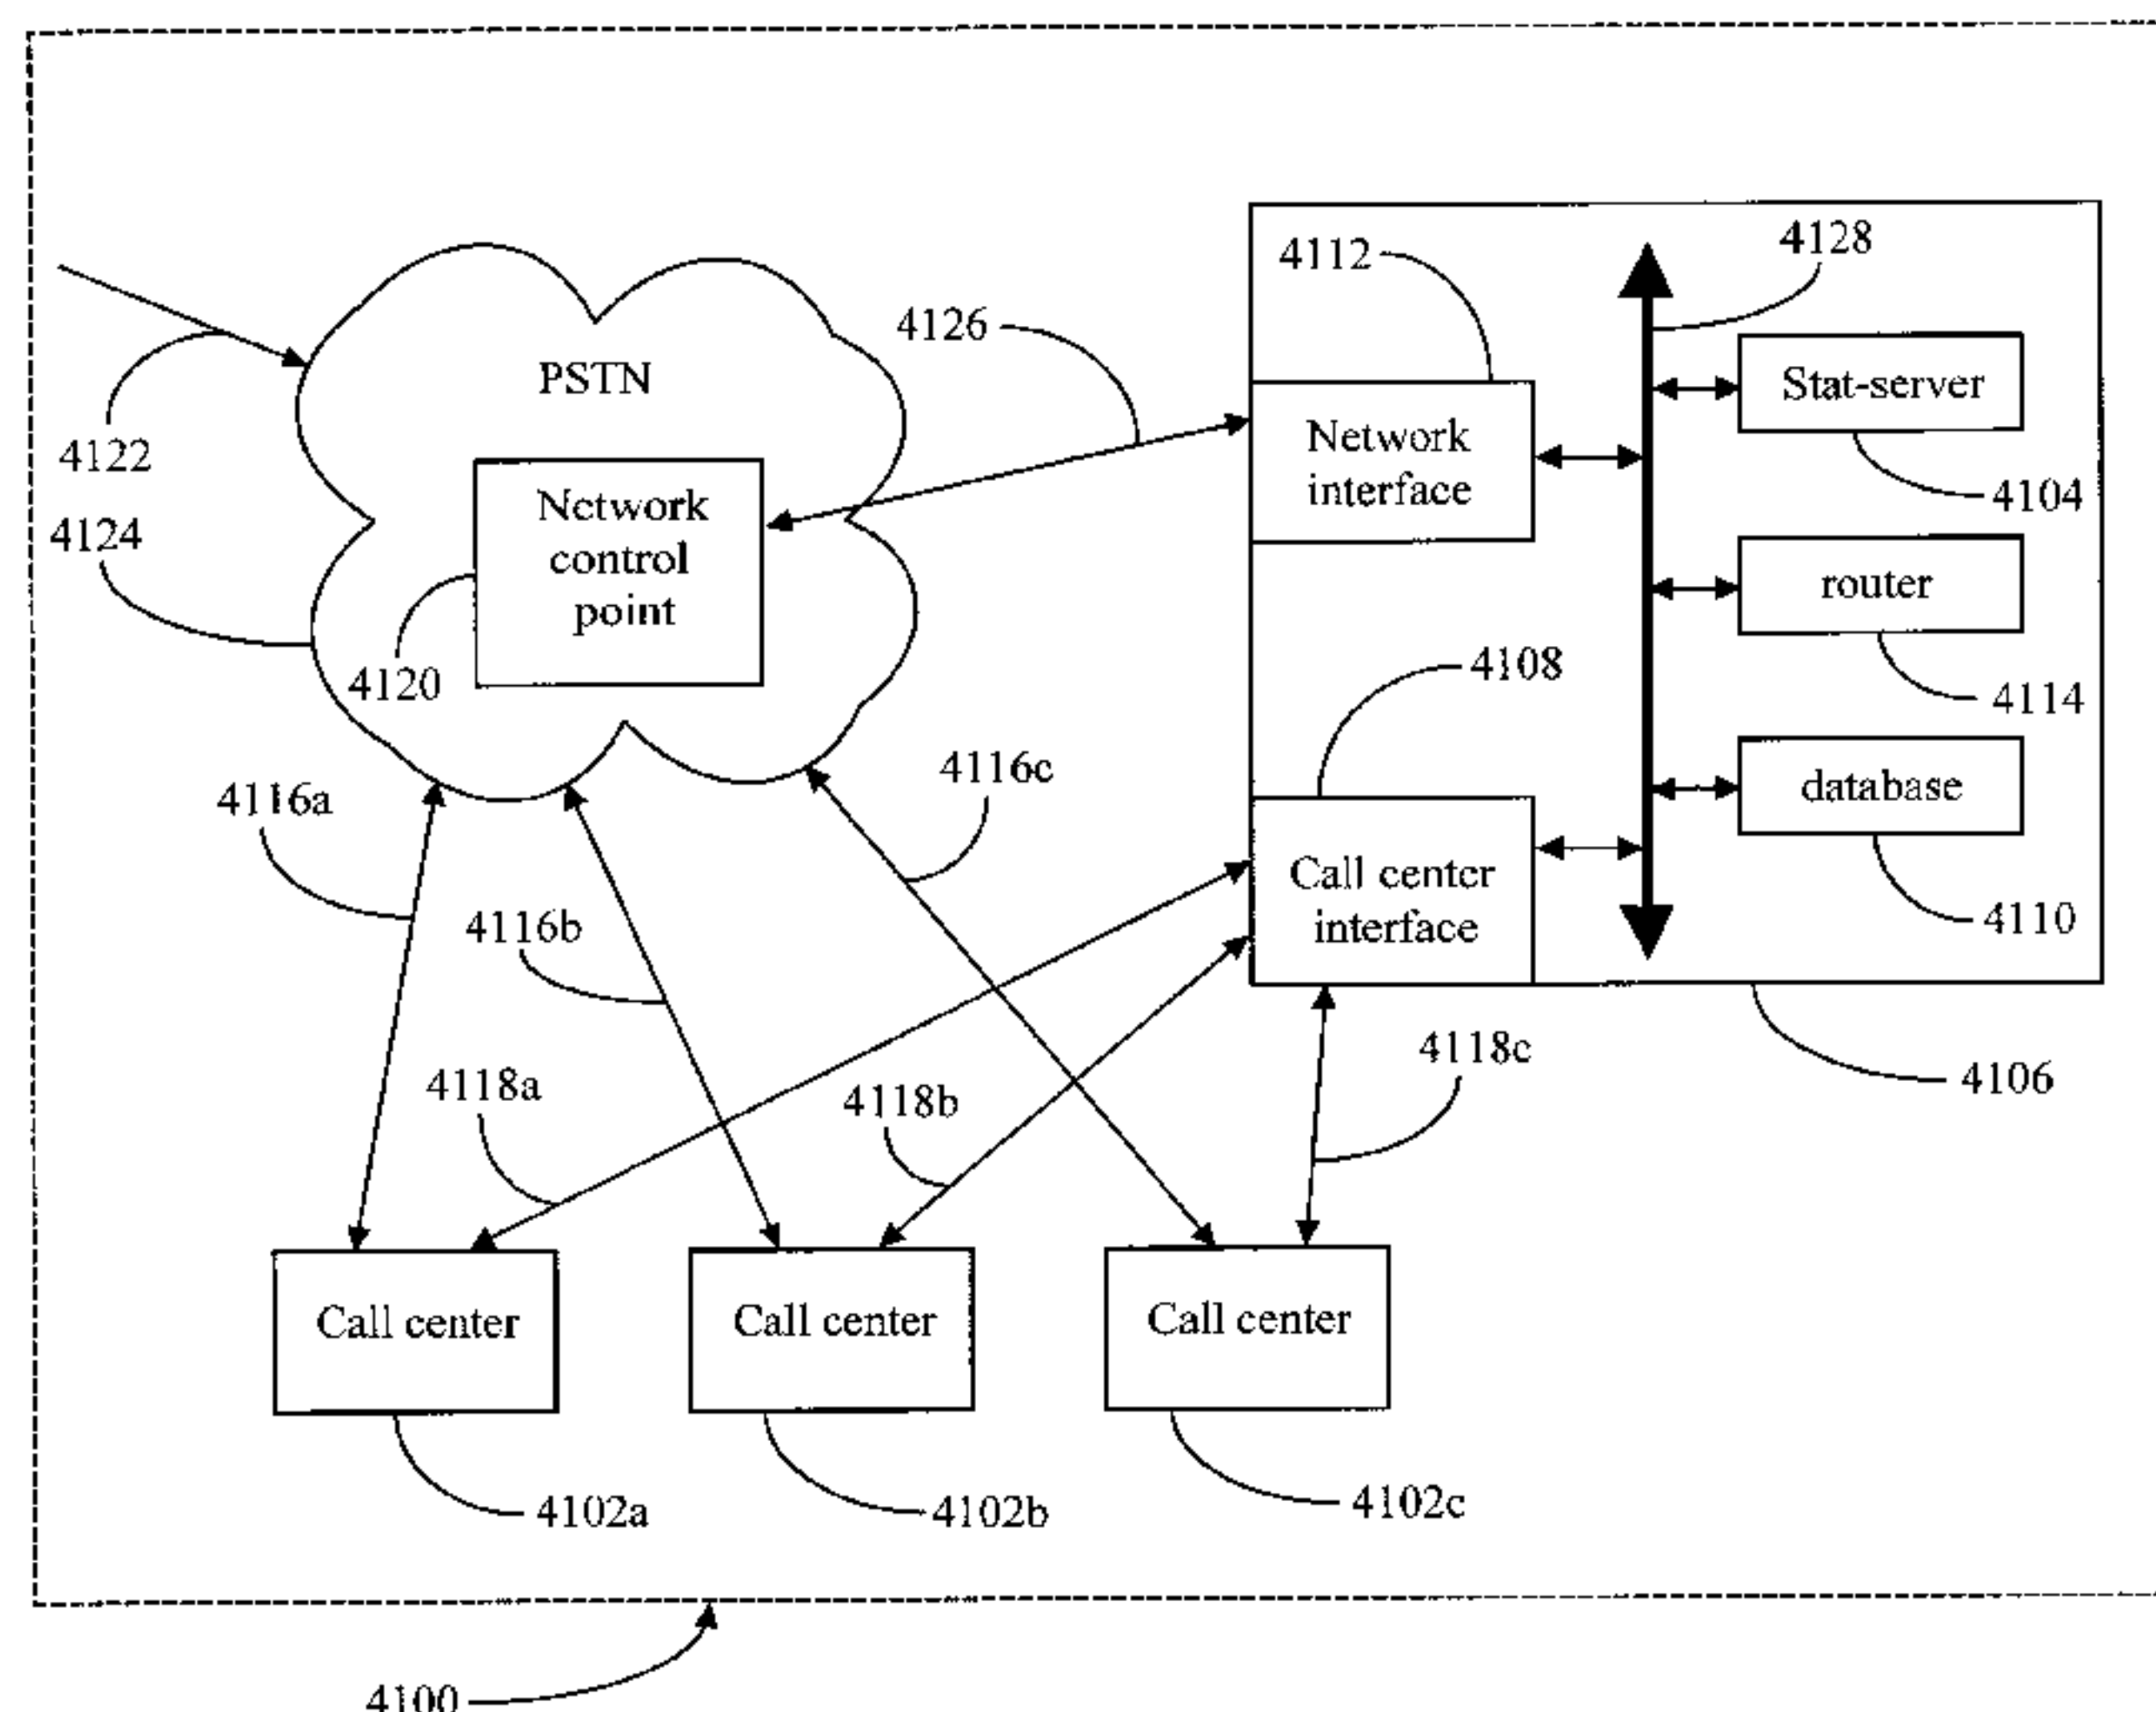 4128
4112
4126
PSTN
Stat-server
4122
Network
interface
4104
Network
control
point
4124
router
4120
4108
4114
4116a
4116c
database
Call center
interface
4110
4116b
4118c
4106
4118a
4118b
Call center
Call center
Call center
4102a
4102b
4102c
4100